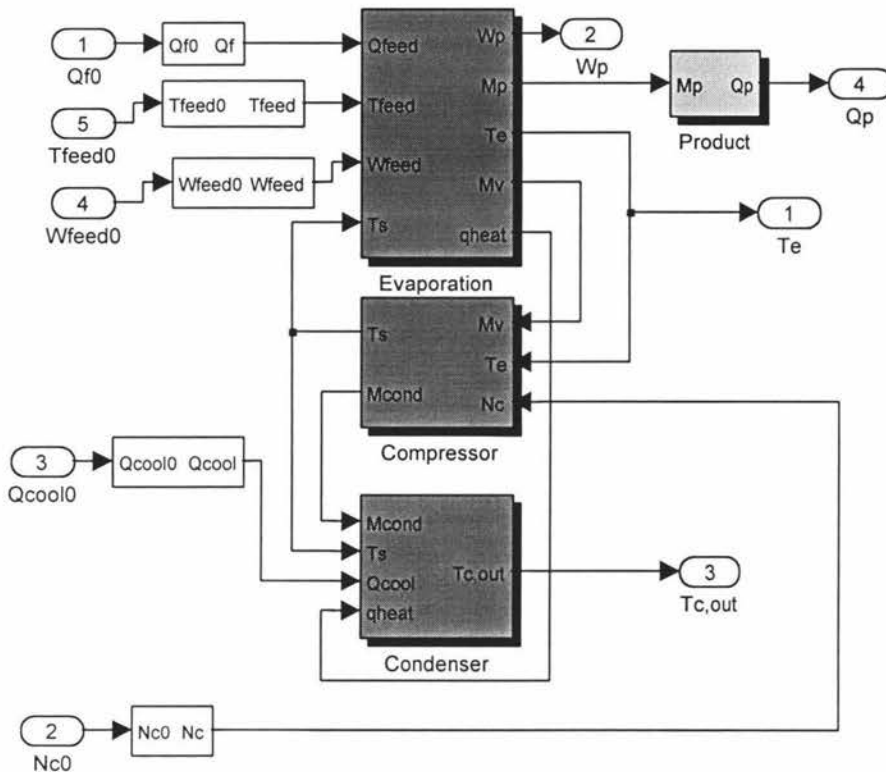 1
Qf0
Qf0 Qf
5
Tfeed0
Tfeed0 Tfeed
4
Wfeed0
Wfeed0 Wfeed
Qfeed
Tfeed
Wfeed
Ts
Wp
Mp
Te
Mv
qheat
Evaporation
2
Wp
Mp Qp
Product
4
Qp
1
Te
Ts
Mcond
Mv
Te
Nc
Compressor
3
Qcool0
Qcool0 Qcool
Mcond
Ts
Qcool
qheat
Tc,out
Condenser
3
Tc,out
2
Nc0
Nc0 Nc